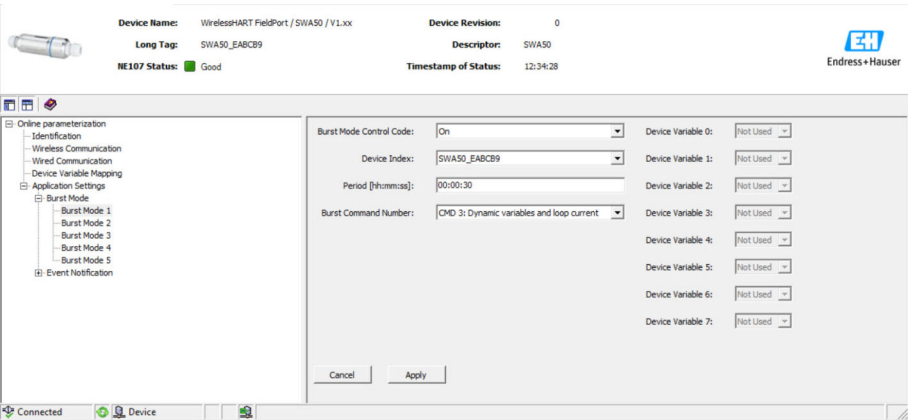 Device Name: WirelessHART FieldPort / SWA50 / V1.xx Device Revision: 0
Long Tag: SWA50_EABCB9 Descriptor: SWA50
NE107 Status: Good Timestamp of Status: 12:34:28
EH
Endress+Hauser
Online parameterization
Identification
Wireless Communication
Wired Communication
Device Variable Mapping
Application Settings
Burst Mode
Burst Mode 1
Burst Mode 2
Burst Mode 3
Burst Mode 4
Burst Mode 5
Event Notification
Burst Mode Control Code: On Device Variable 0: Not Used
Device Index: SWA50_EABCB9 Device Variable 1: Not Used
Period [hh:mm:ss]: 00:00:30 Device Variable 2: Not Used
Burst Command Number: CMD 3: Dynamic variables and loop current Device Variable 3: Not Used
Device Variable 4: Not Used
Device Variable 5: Not Used
Device Variable 6: Not Used
Device Variable 7: Not Used
Cancel Apply
Connected Device